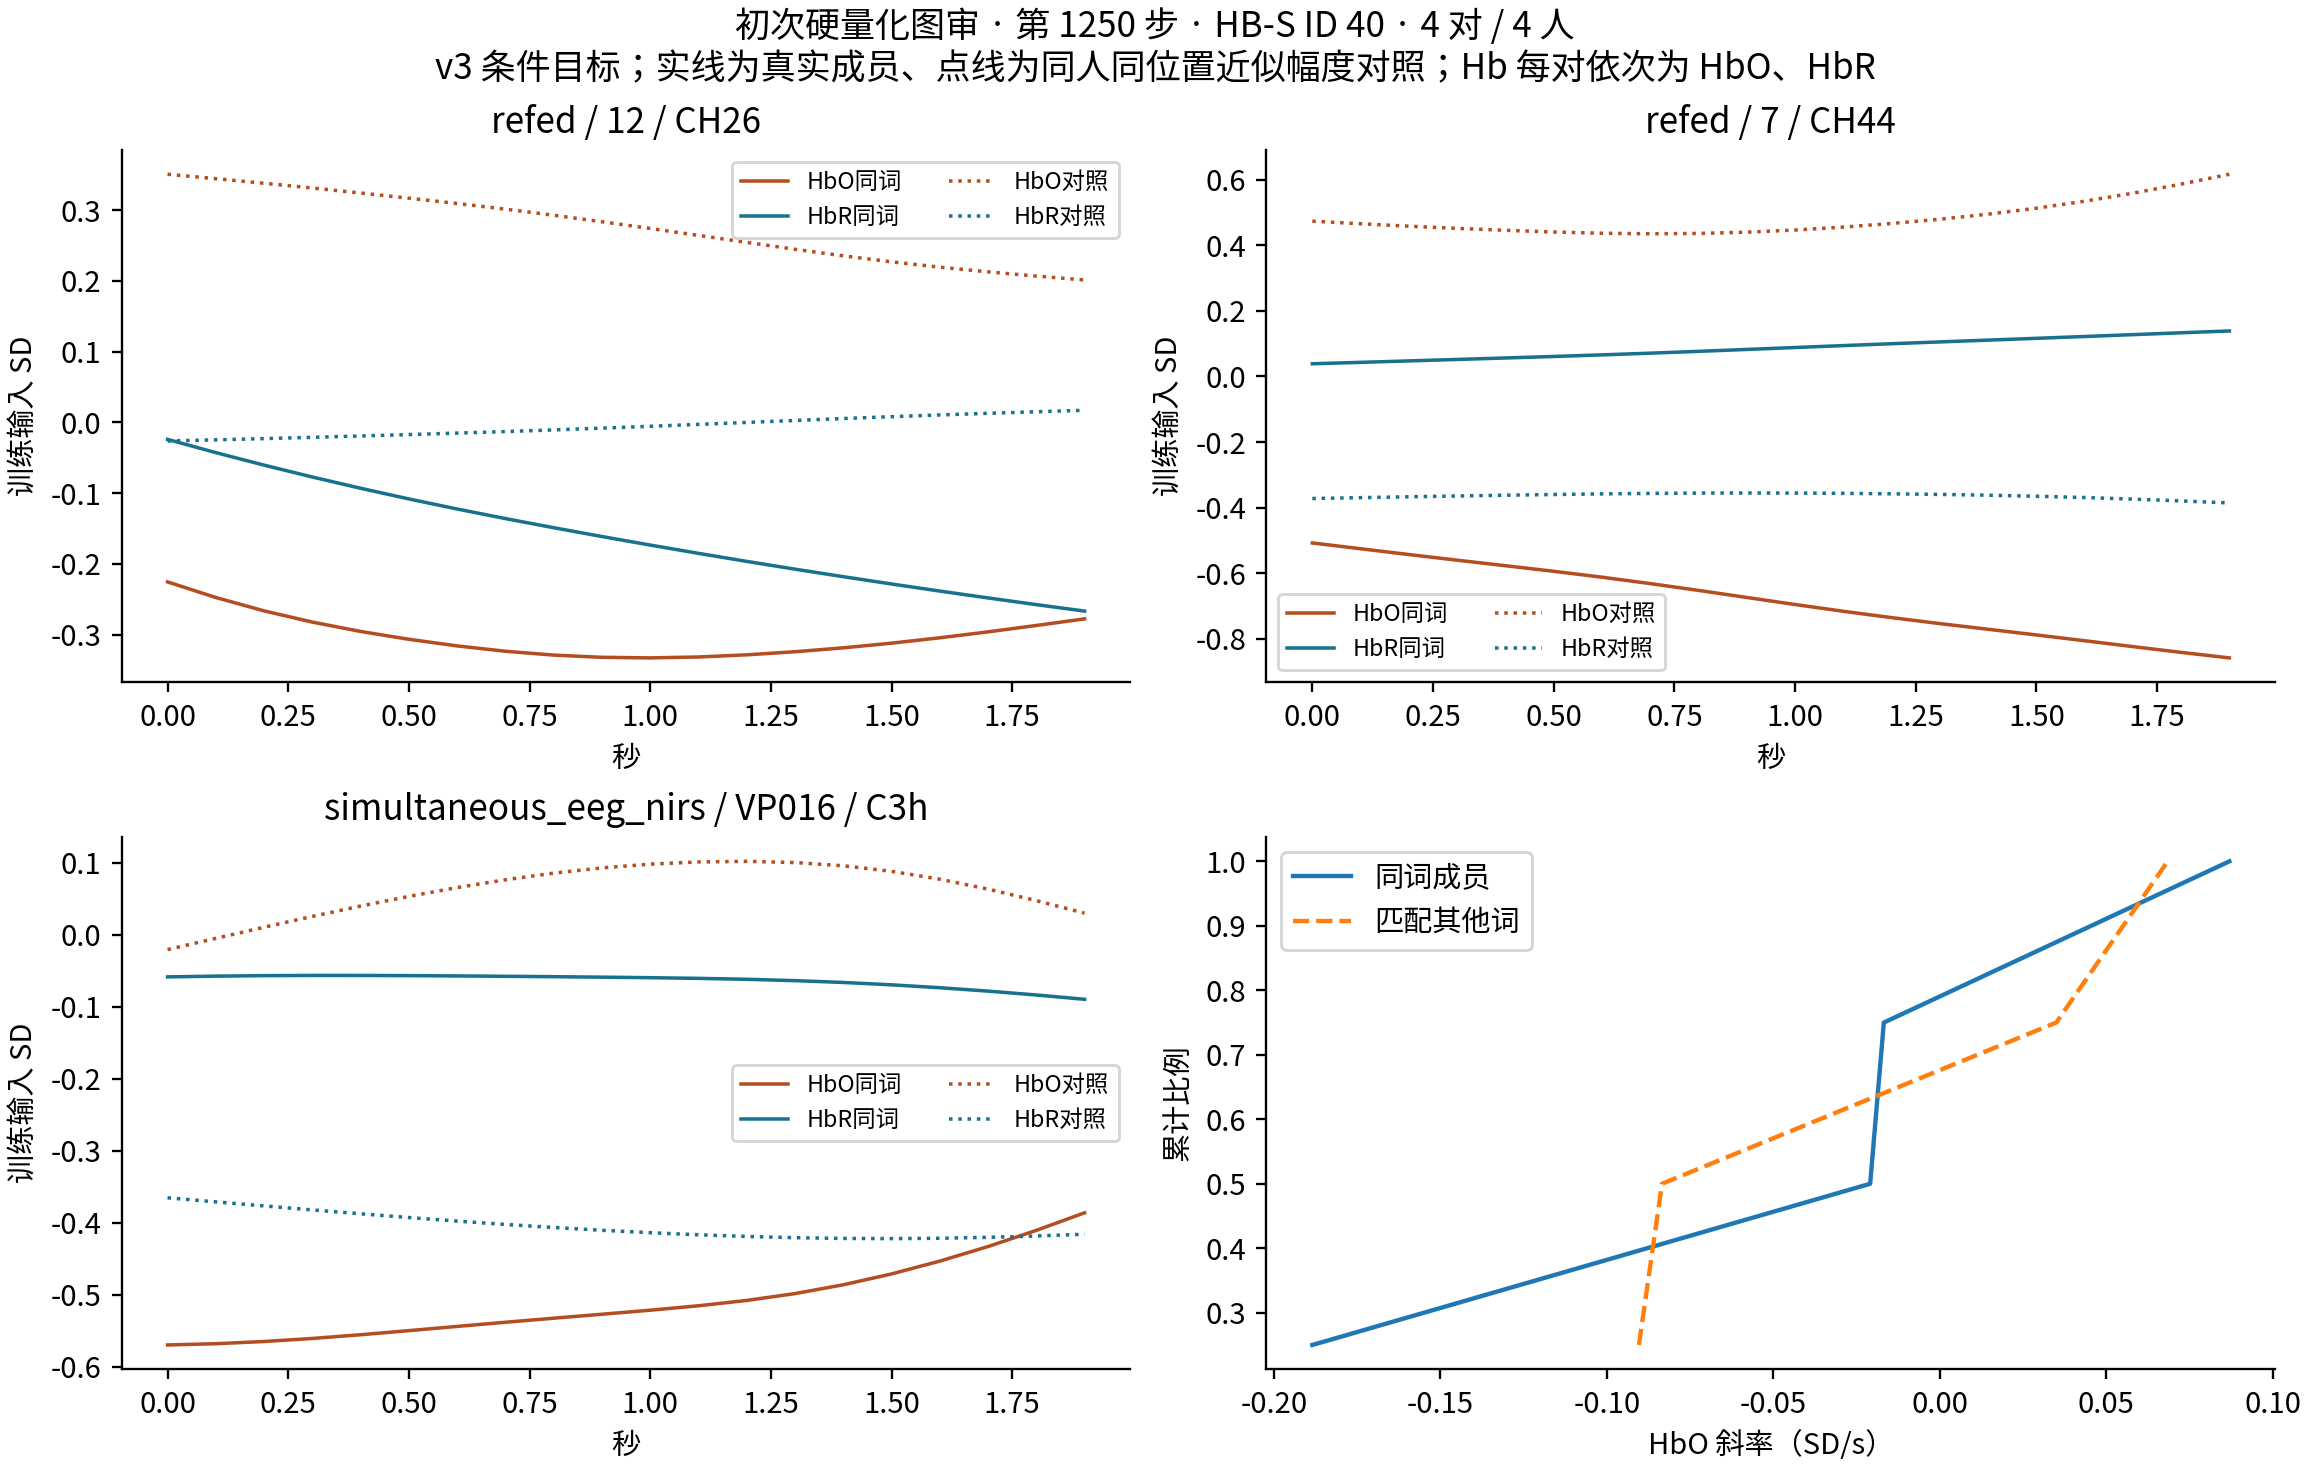 初次硬量化图审 · 第 1250 步 · HB-S ID 40 · 4 对 / 4 人
v3 条件目标；实线为真实成员、点线为同人同位置近似幅度对照；Hb 每对依次为 HbO、HbR
refed / 12 / CH26
训练输入 SD
0.3
0.2
0.1
0.0
-0.1
-0.2
-0.3
HbO同词
HbR同词
HbO对照
HbR对照
0.00 0.25 0.50 0.75 1.00 1.25 1.50 1.75
秒
refed / 7 / CH44
训练输入 SD
0.6
0.4
0.2
0.0
-0.2
-0.4
-0.6
-0.8
HbO同词
HbR同词
HbO对照
HbR对照
0.00 0.25 0.50 0.75 1.00 1.25 1.50 1.75
秒
simultaneous_eeg_nirs / VP016 / C3h
训练输入 SD
0.1
0.0
-0.1
-0.2
-0.3
-0.4
-0.5
-0.6
HbO同词
HbR同词
HbO对照
HbR对照
0.00 0.25 0.50 0.75 1.00 1.25 1.50 1.75
秒
累计比例
1.0
0.9
0.8
0.7
0.6
0.5
0.4
0.3
同词成员
匹配其他词
-0.20 -0.15 -0.10 -0.05 0.00 0.05 0.10
HbO 斜率（SD/s）